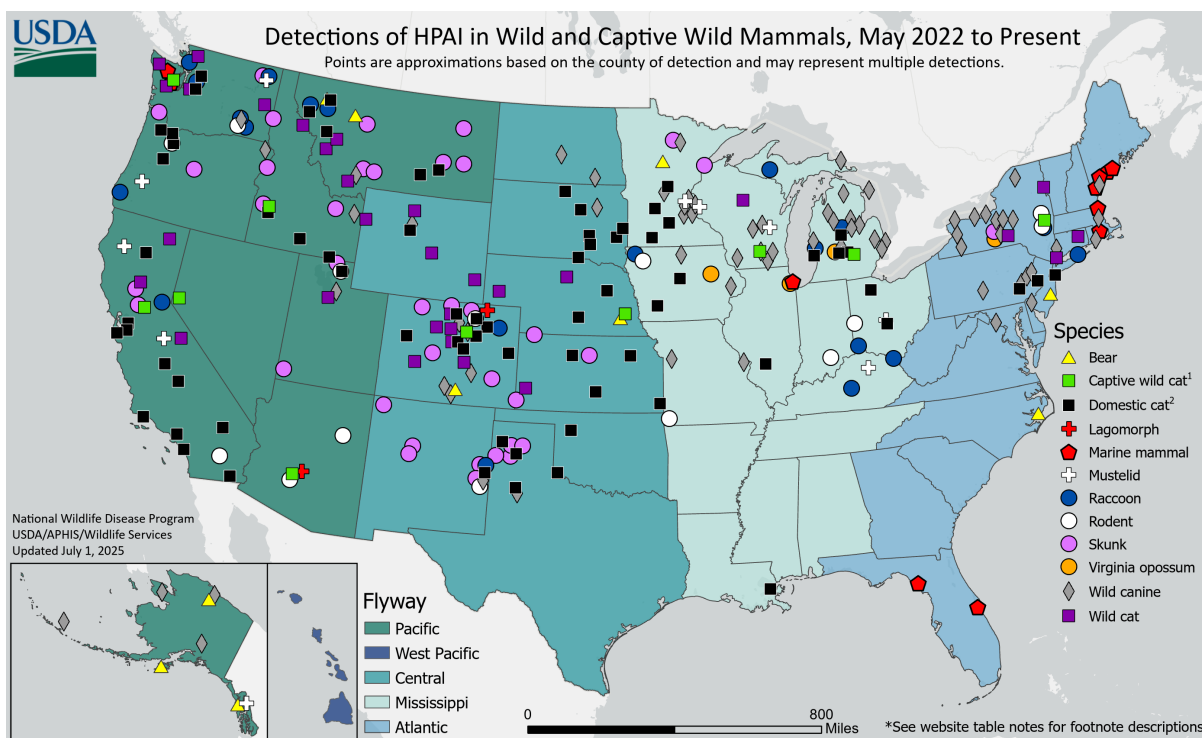 USDA
Detections of HPAI in Wild and Captive Wild Mammals, May 2022 to Present
Points are approximations based on the county of detection and may represent multiple detections.
Species
Bear
Captive wild cat¹
Domestic cat²
Lagomorph
Marine mammal
Mustelid
Raccoon
Rodent
Skunk
Virginia opossum
Wild canine
Wild cat
National Wildlife Disease Program
USDA/APHIS/Wildlife Services
Updated July 1, 2025
Flyway
Pacific
West Pacific
Central
Mississippi
Atlantic
0 800
Miles
*See website table notes for footnote descriptions